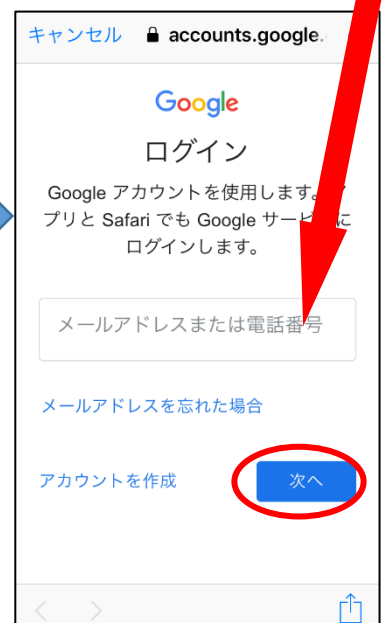 キャンセル accounts.google.
Google
ログイン
Google アカウントを使用します。
プリと Safari でも Google サー に
ログインします。
メールアドレスまたは電話番号
メールアドレスを忘れた場合
アカウントを作成 次へ